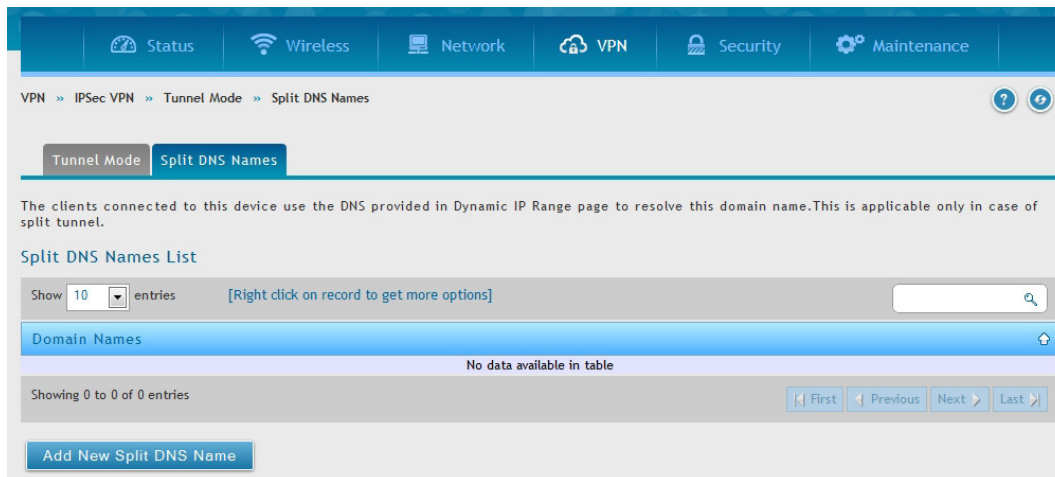 Status Wireless Network VPN Security Maintenance
VPN » IPSec VPN » Tunnel Mode » Split DNS Names ?
Tunnel Mode Split DNS Names
The clients connected to this device use the DNS provided in Dynamic IP Range page to resolve this domain name.This is applicable only in case of
split tunnel.
Split DNS Names List
Show 10 entries [Right click on record to get more options]
Domain Names
No data available in table
Showing 0 to 0 of 0 entries First Previous Next Last
Add New Split DNS Name